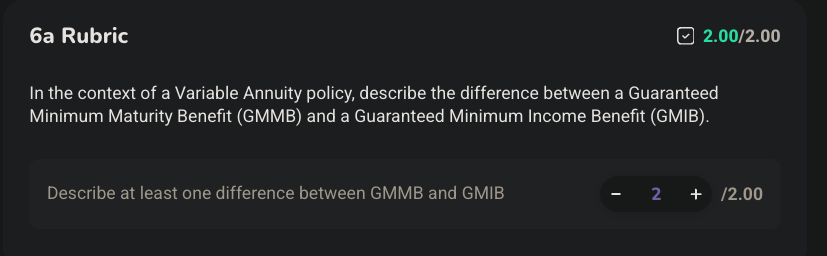 6a Rubric
2.00/2.00
In the context of a Variable Annuity policy, describe the difference between a Guaranteed
Minimum Maturity Benefit (GMMB) and a Guaranteed Minimum Income Benefit (GMIB).
Describe at least one difference between GMMB and GMIB
− 2 + /2.00